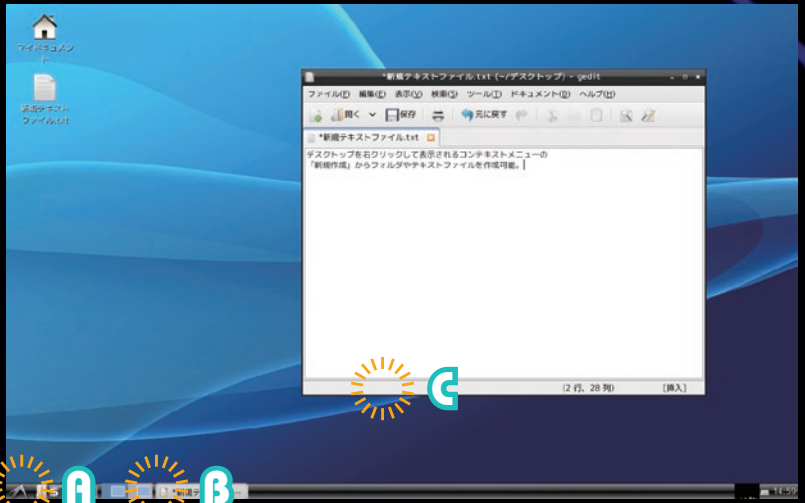 マイドキュメン
ト
新規テキスト
ファイル.txt
*新規テキストファイル.txt (~/デスクトップ) - gedit
ファイル(F) 編集(E) 表示(V) 検索(S) ツール(T) ドキュメント(D) ヘルプ(H)
開く 保存 元に戻す
*新規テキストファイル.txt
デスクトップを右クリックして表示されるコンテキストメニューの
「新規作成」からフォルダやテキストファイルを作成可能。
C
(2 行、28 列) [挿入]
A B
14:59